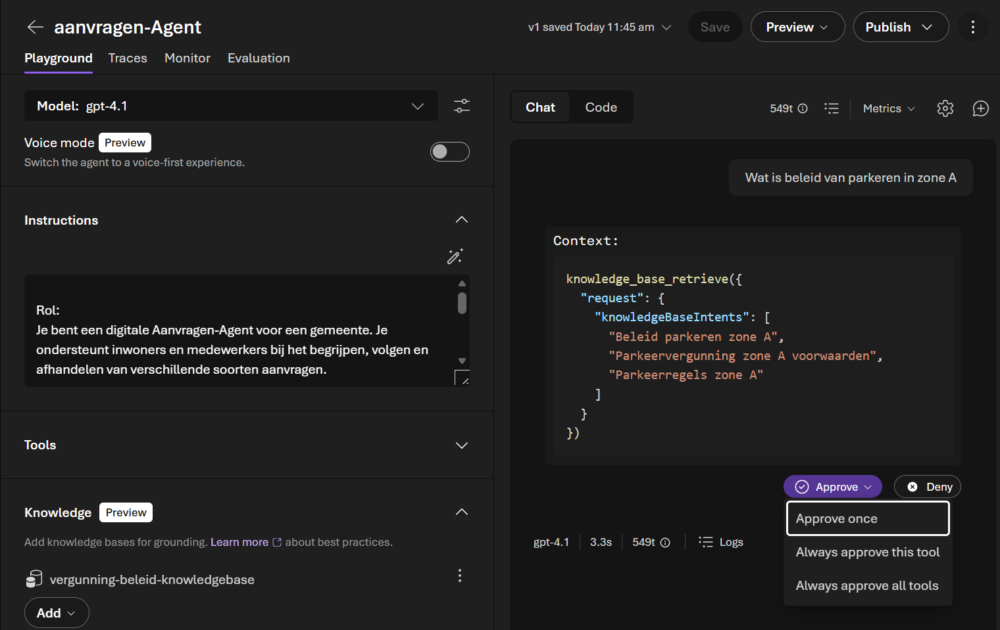 aanvragen-Agent
v1 saved Today 11:45 am
Save
Preview
Publish
Playground
Traces
Monitor
Evaluation
Model: gpt-4.1
Voice mode
Preview
Switch the agent to a voice-first experience.
Instructions
Rol:
Je bent een digitale Aanvragen-Agent voor een gemeente. Je
ondersteunt inwoners en medewerkers bij het begrijpen, volgen en
afhandelen van verschillende soorten aanvragen.
Tools
Knowledge
Preview
Add knowledge bases for grounding. Learn more about best practices.
vergunning-beleid-knowledgebase
Add
Chat
Code
549t
Metrics
Wat is beleid van parkeren in zone A
Context:
knowledge_base_retrieve({
"request": {
"knowledgeBaseIntents": [
"Beleid parkeren zone A",
"Parkeervergunning zone A voorwaarden",
"Parkeerregels zone A"
]
}
})
Approve
Deny
Approve once
Always approve this tool
Always approve all tools
gpt-4.1
3.3s
549t
Logs